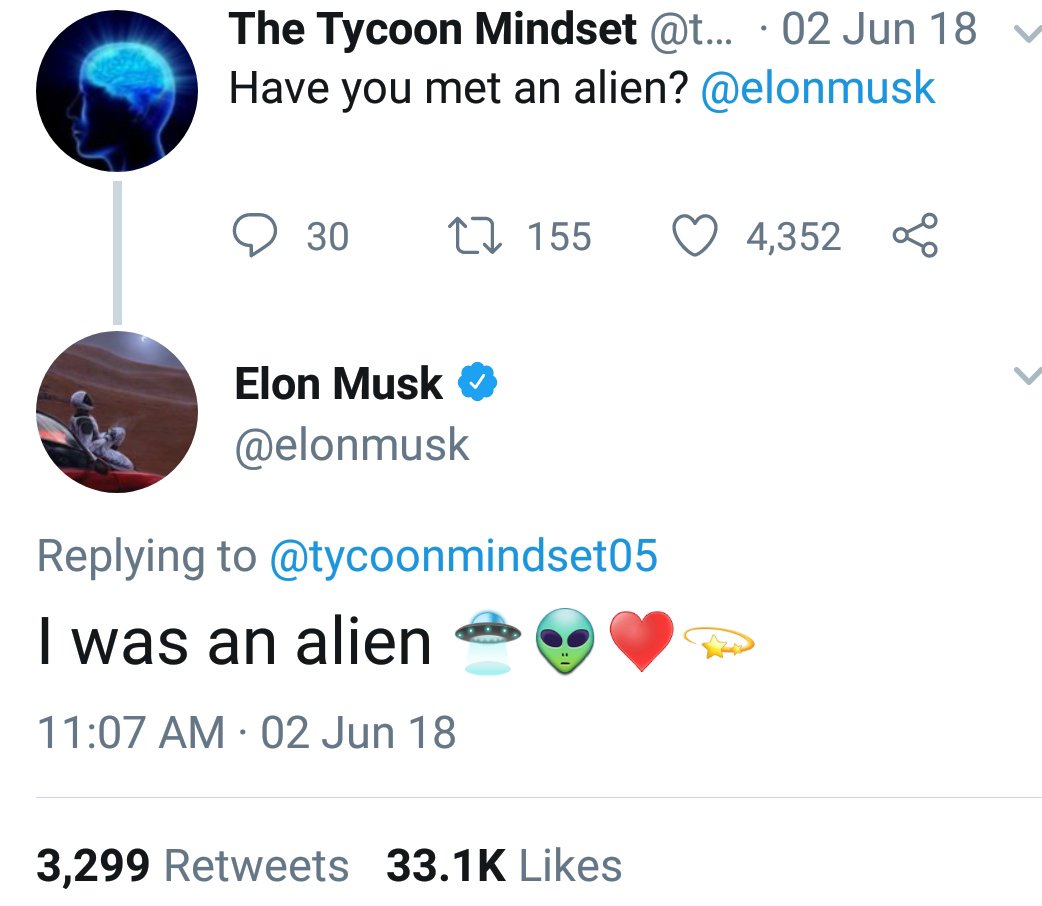 The Tycoon Mindset @t... · 02 Jun 18
Have you met an alien? @elonmusk
30 155 4,352
Elon Musk
@elonmusk
Replying to @tycoonmindset05
I was an alien 🛸👽❤️💫
11:07 AM · 02 Jun 18
3,299 Retweets 33.1K Likes